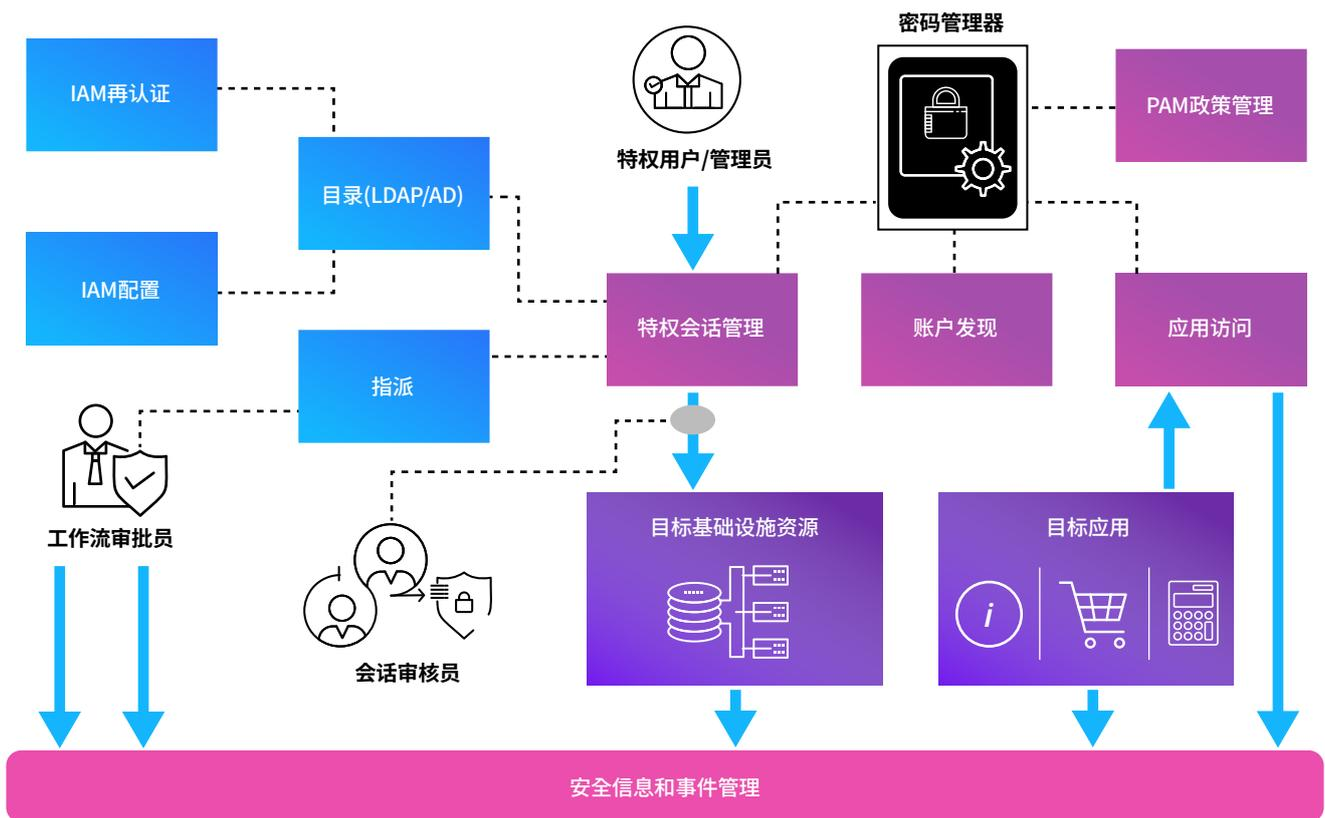 密码管理器
IAM再认证
PAM政策管理
特权用户/管理员
目录(LDAP/AD)
IAM配置
特权会话管理
账户发现
应用访问
指派
工作流审批员
目标基础设施资源
目标应用
i
会话审核员
安全信息和事件管理